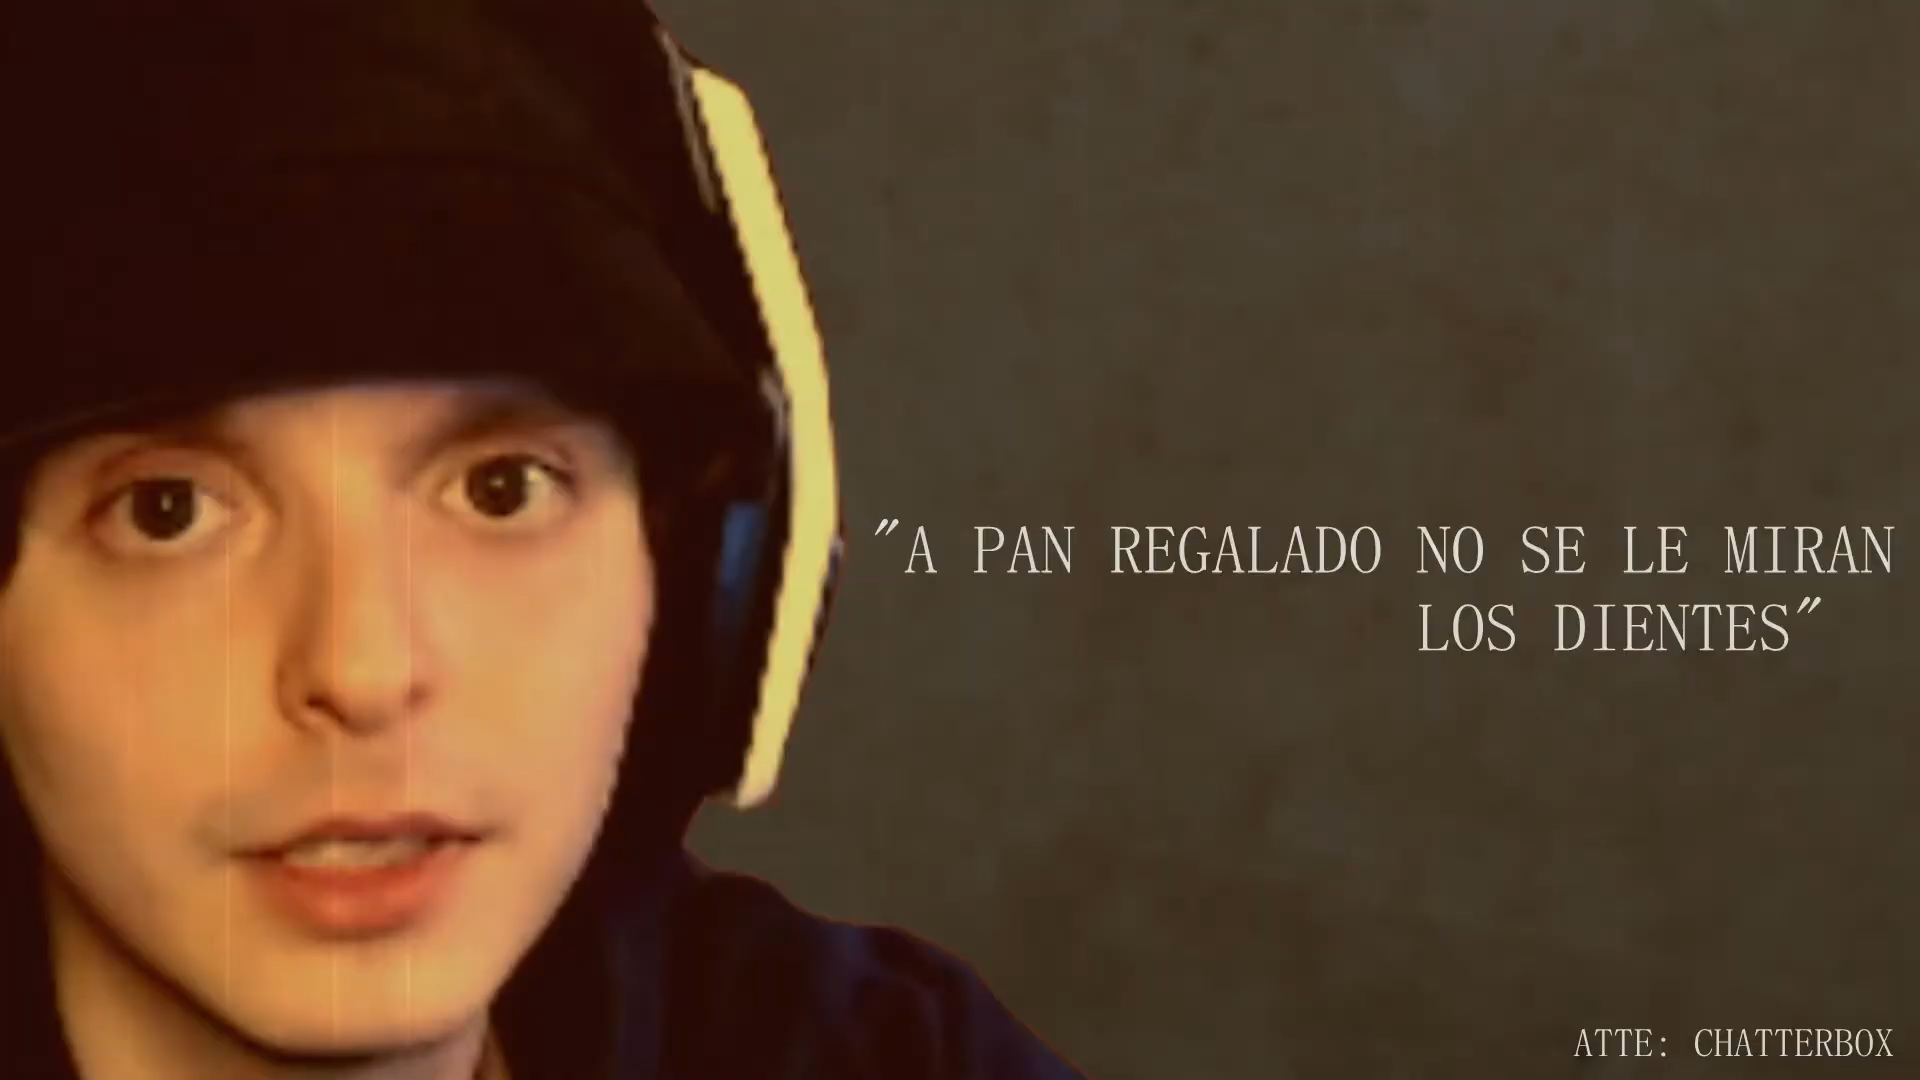 "A PAN REGALADO NO SE LE MIRAN
LOS DIENTES"
ATTE: CHATTERBOX